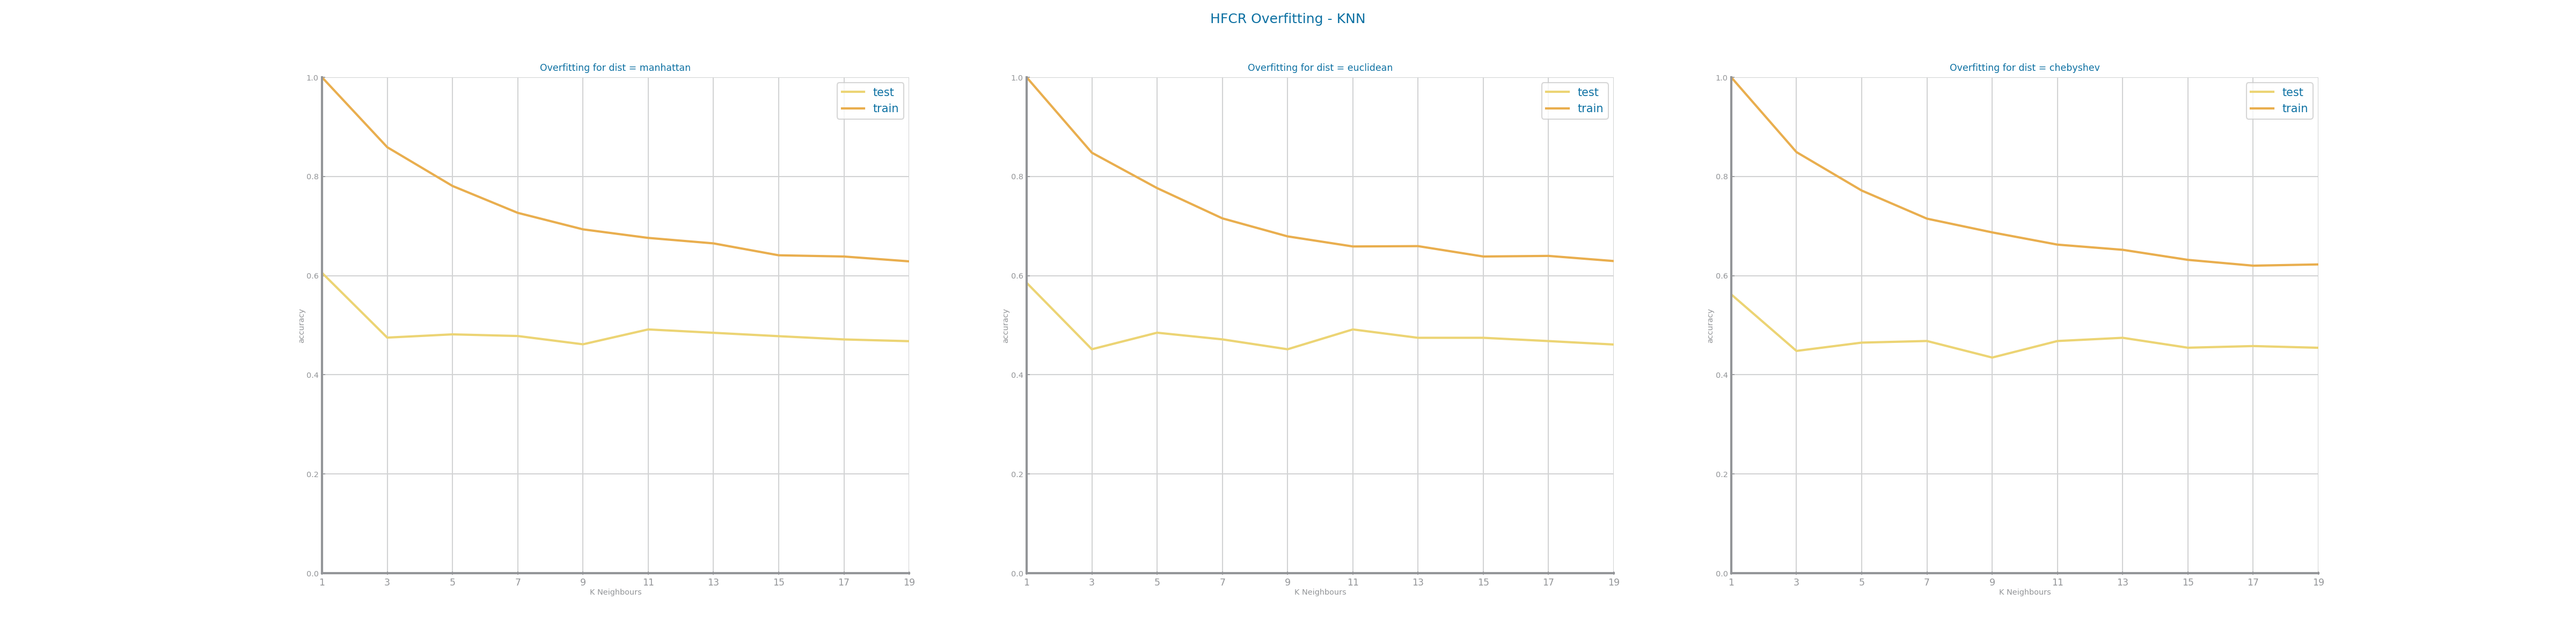 HFCR Overfitting - KNN
Overfitting for dist = manhattan
1.0
0.8
0.6
0.4
0.2
0.0
accuracy
test
train
1 3 5 7 9 11 13 15 17 19
K Neighbours
Overfitting for dist = euclidean
1.0
0.8
0.6
0.4
0.2
0.0
accuracy
test
train
1 3 5 7 9 11 13 15 17 19
K Neighbours
Overfitting for dist = chebyshev
1.0
0.8
0.6
0.4
0.2
0.0
accuracy
test
train
1 3 5 7 9 11 13 15 17 19
K Neighbours